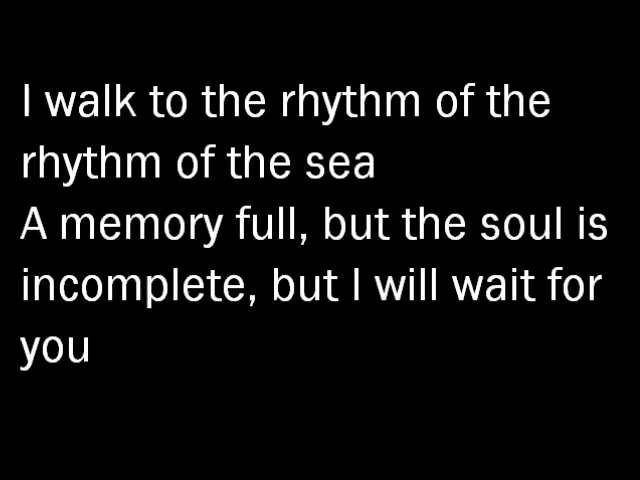 I walk to the rhythm of the
rhythm of the sea
A memory full, but the soul is
incomplete, but I will wait for
you